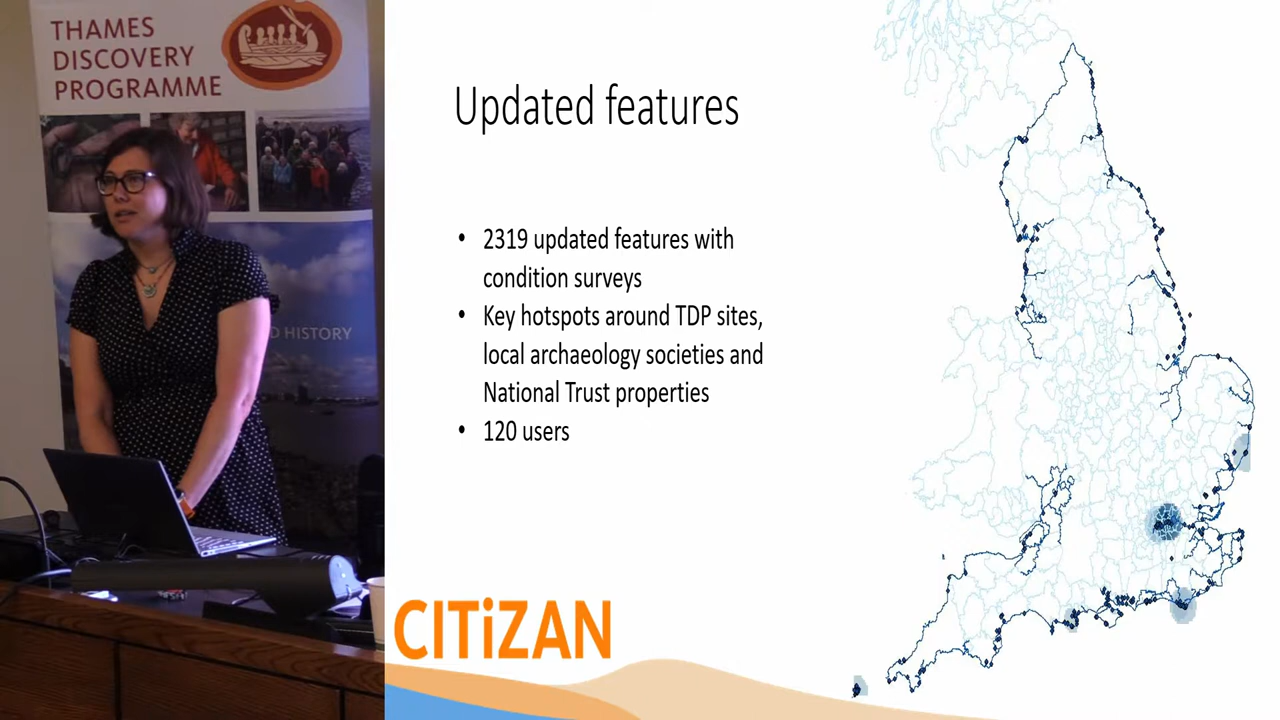 THAMES
DISCOVERY
PROGRAMME
D HISTORY
Updated features
• 2319 updated features with
condition surveys
• Key hotspots around TDP sites,
local archaeology societies and
National Trust properties
• 120 users
CITiZAN